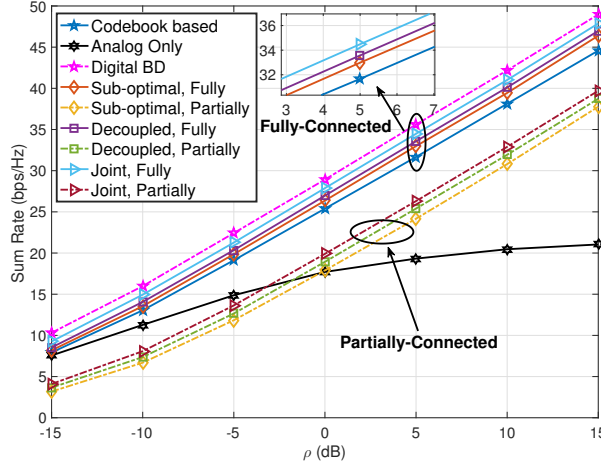 50
45
40
35
30
25
20
15
10
5
0
Sum Rate (bps/Hz)
Codebook based
Analog Only
Digital BD
Sub-optimal, Fully
Sub-optimal, Partially
Decoupled, Fully
Decoupled, Partially
Joint, Fully
Joint, Partially
36
34
32
3 4 5 6 7
Fully-Connected
Partially-Connected
-15 -10 -5 0 5 10 15
ρ (dB)